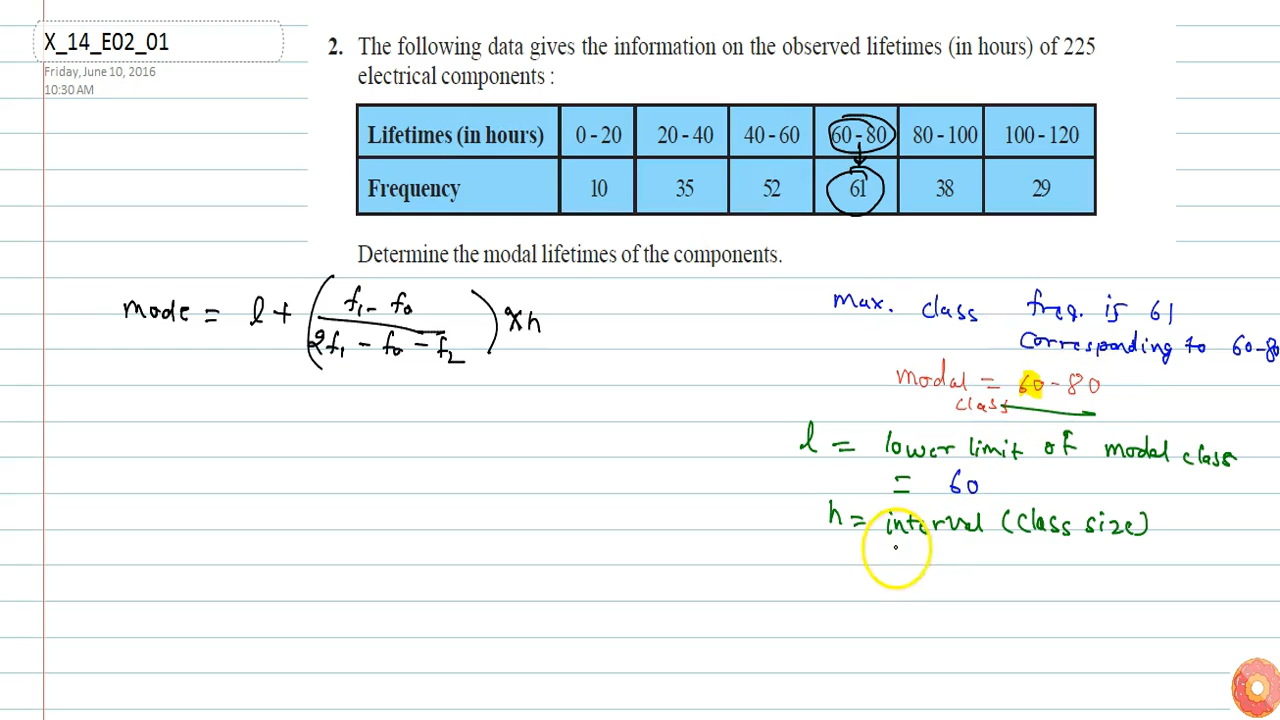 X_14_E02_01
Friday, June 10, 2016
10:30 AM
2. The following data gives the information on the observed lifetimes (in hours) of 225
electrical components :
Lifetimes (in hours) 0 - 20 20 - 40 40 - 60 60 - 80 80 - 100 100 - 120
Frequency 10 35 52 61 38 29
Determine the modal lifetimes of the components.
mode = l + ( f₁ - f₀ / 2f₁ - f₀ - f₂ ) × h
max. class freq. is 61
corresponding to 60-80
modal class = 60-80
l = lower limit of modal class
= 60
h = interval (class size)